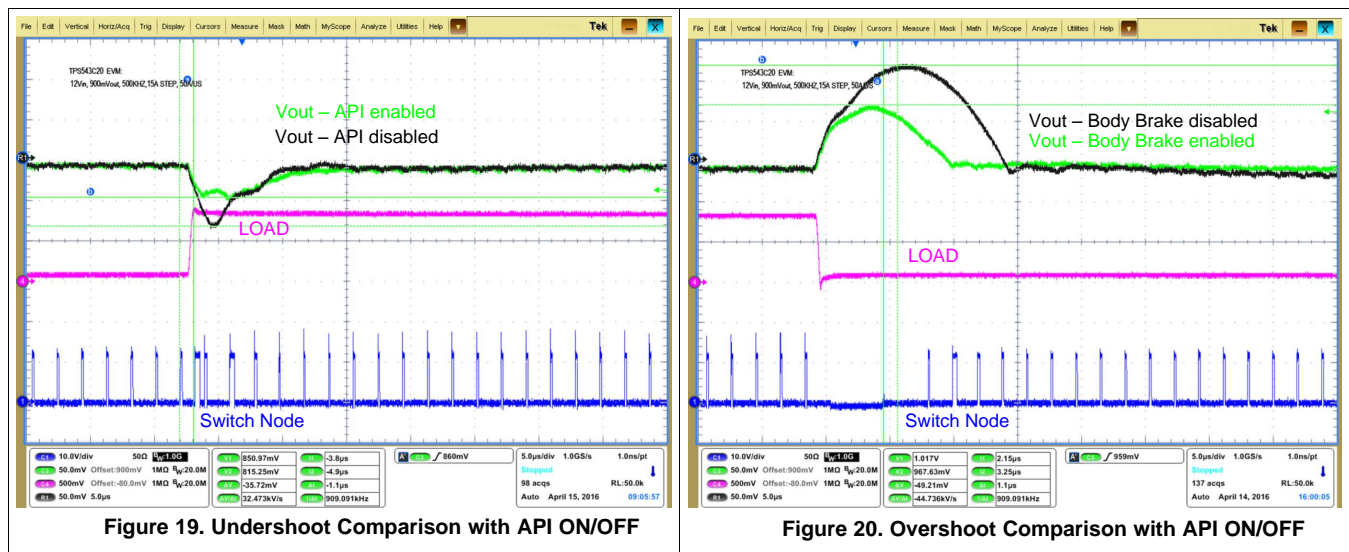 File Edit Vertical Horiz/Acq Trig Display Cursors Measure Mask Math MyScope Analyze Utilities Help Tek X
TPS543C20 EVM:
12Vin, 900mVout, 500KHZ,15A STEP, 50A/US
a
Vout – API enabled
Vout – API disabled
R1
b
LOAD
4
Switch Node
1
C1 10.0V/div 50Ω BW:1.0G
C3 50.0mV Offset:900mV 1MΩ BW:20.0M
C4 500mV Offset:-80.0mV 1MΩ BW:20.0M
R1 50.0mV 5.0µs
V1 850.97mV t1 -3.8µs
V2 815.25mV t2 -4.9µs
ΔV -35.72mV Δt -1.1µs
ΔV/Δt 32.473kV/s 1/Δt 909.091kHz
A' C3 860mV
5.0µs/div 1.0GS/s 1.0ns/pt
Stopped
98 acqs RL:50.0k
Auto April 15, 2016 09:05:57
Figure 19. Undershoot Comparison with API ON/OFF
File Edit Vertical Horiz/Acq Trig Display Cursors Measure Mask Math MyScope Analyze Utilities Help Tek X
b
TPS543C20 EVM:
12Vin, 900mVout, 500KHZ,15A STEP, 50A/US
a
Vout – Body Brake disabled
Vout – Body Brake enabled
R1
LOAD
4
Switch Node
1
C1 10.0V/div 50Ω BW:1.0G
C3 50.0mV Offset:900mV 1MΩ BW:20.0M
C4 500mV Offset:-80.0mV 1MΩ BW:20.0M
R1 50.0mV 5.0µs
V1 1.017V t1 2.15µs
V2 967.63mV t2 3.25µs
ΔV -49.21mV Δt 1.1µs
ΔV/Δt -44.736kV/s 1/Δt 909.091kHz
A' C3 959mV
5.0µs/div 1.0GS/s 1.0ns/pt
Stopped
137 acqs RL:50.0k
Auto April 14, 2016 16:00:05
Figure 20. Overshoot Comparison with API ON/OFF